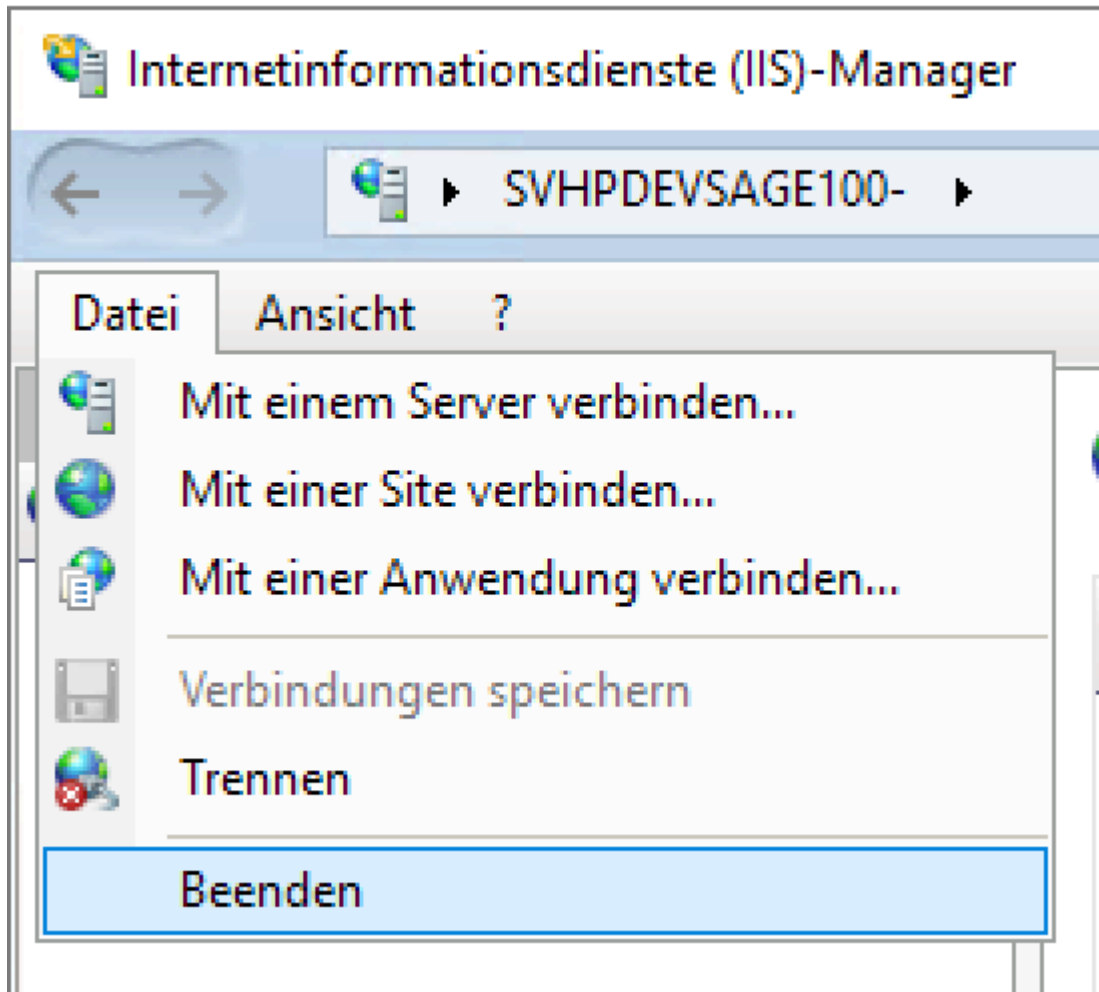 Internetinformationsdienste (IIS)-Manager
SVHPDEVSAGE100-
Datei Ansicht ?
Mit einem Server verbinden...
Mit einer Site verbinden...
Mit einer Anwendung verbinden...
Verbindungen speichern
Trennen
Beenden